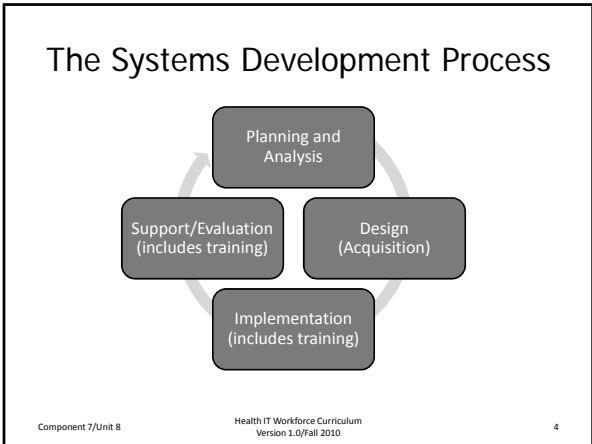 The Systems Development Process
Planning and
Analysis
Support/Evaluation
(includes training)
Design
(Acquisition)
Implementation
(includes training)
Component 7/Unit 8
Health IT Workforce Curriculum
Version 1.0/Fall 2010
4